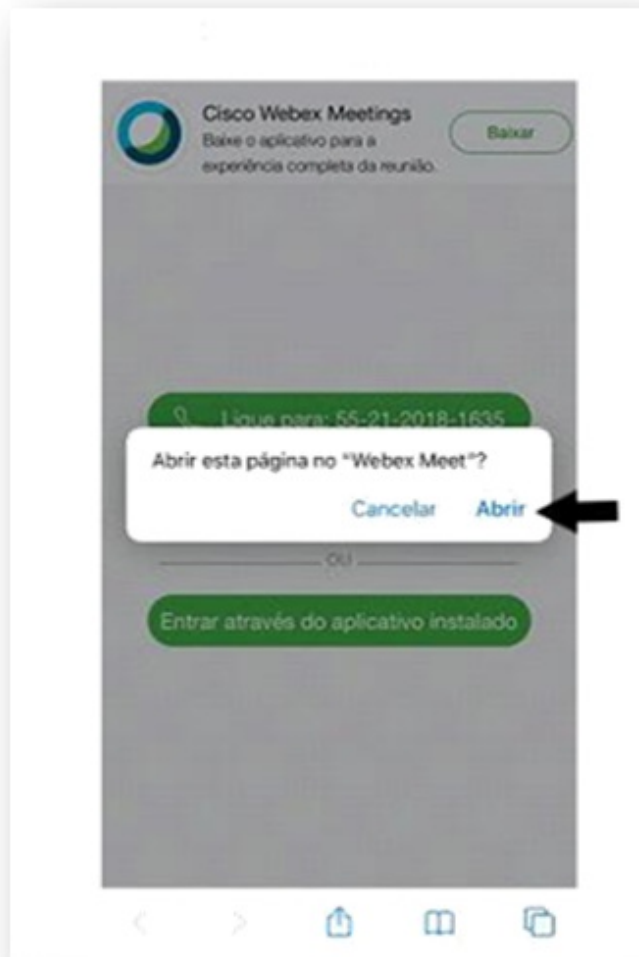 Cisco Webex Meetings
Baixe o aplicativo para a
experiência completa da reunião.
Baixar
Ligue para: 55-21-2018-1635
Abrir esta página no "Webex Meet"?
Cancelar Abrir
OU
Entrar através do aplicativo instalado